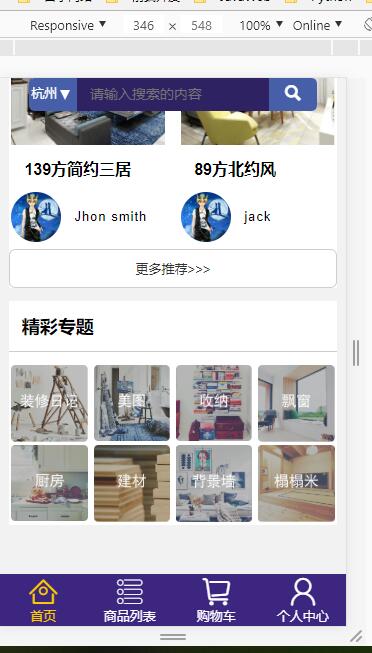 Responsive ▼ 346 × 548 100% ▼ Online ▼
杭州▼ 请输入搜索的内容
139方简约三居 89方北约风
Jhon smith jack
更多推荐>>>
精彩专题
装修日记 美图 收纳 飘窗
厨房 建材 背景墙 榻榻米
首页 商品列表 购物车 个人中心